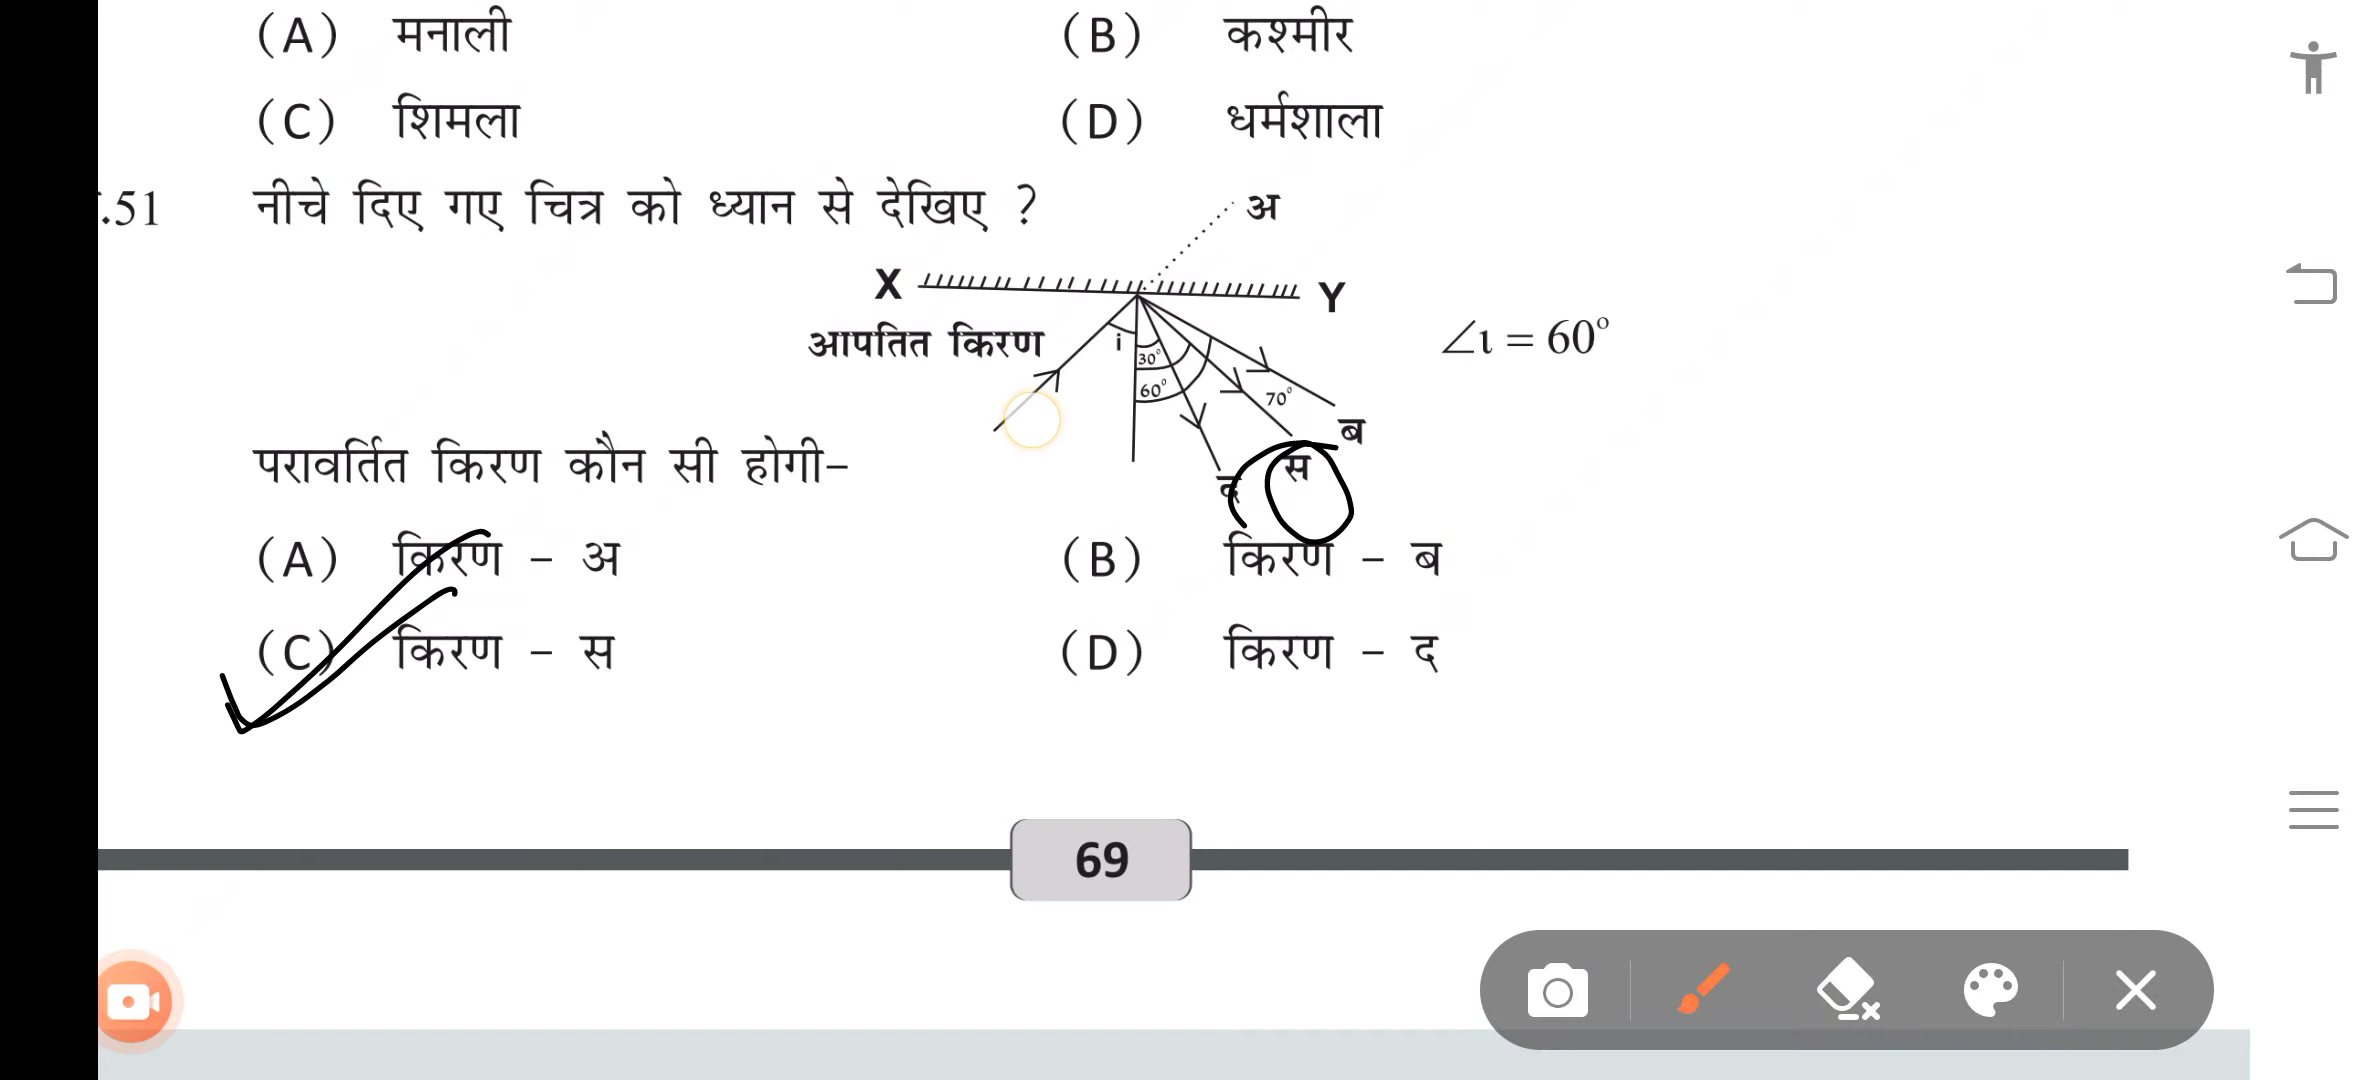 (A) मनाली (B) कश्मीर
(C) शिमला (D) धर्मशाला
.51 नीचे दिए गए चित्र को ध्यान से देखिए ?
अ
X Y
आपतित किरण i 30° ∠ι = 60°
60° 70°
ब
परावर्तित किरण कौन सी होगी– स
द
(A) किरण – अ (B) किरण – ब
(C) किरण – स (D) किरण – द
69